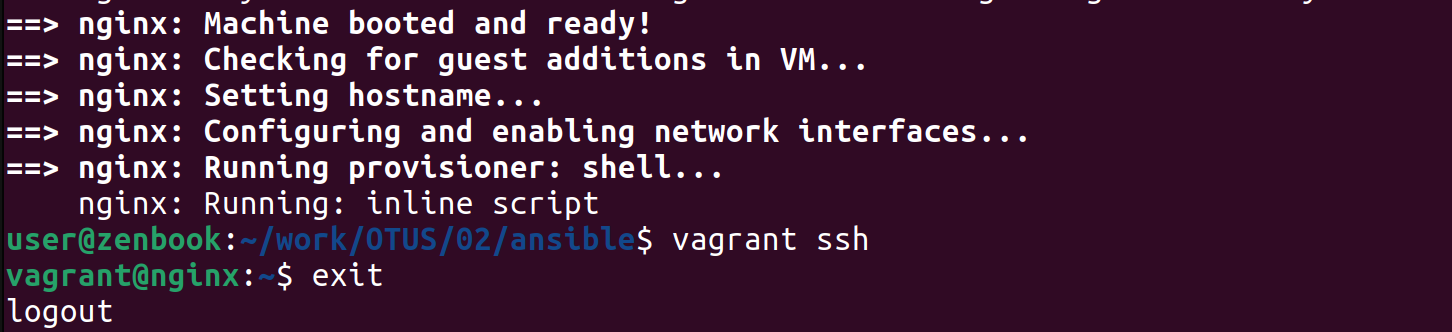 ==> nginx: Machine booted and ready!
==> nginx: Checking for guest additions in VM...
==> nginx: Setting hostname...
==> nginx: Configuring and enabling network interfaces...
==> nginx: Running provisioner: shell...
    nginx: Running: inline script
user@zenbook:~/work/OTUS/02/ansible$ vagrant ssh
vagrant@nginx:~$ exit
logout